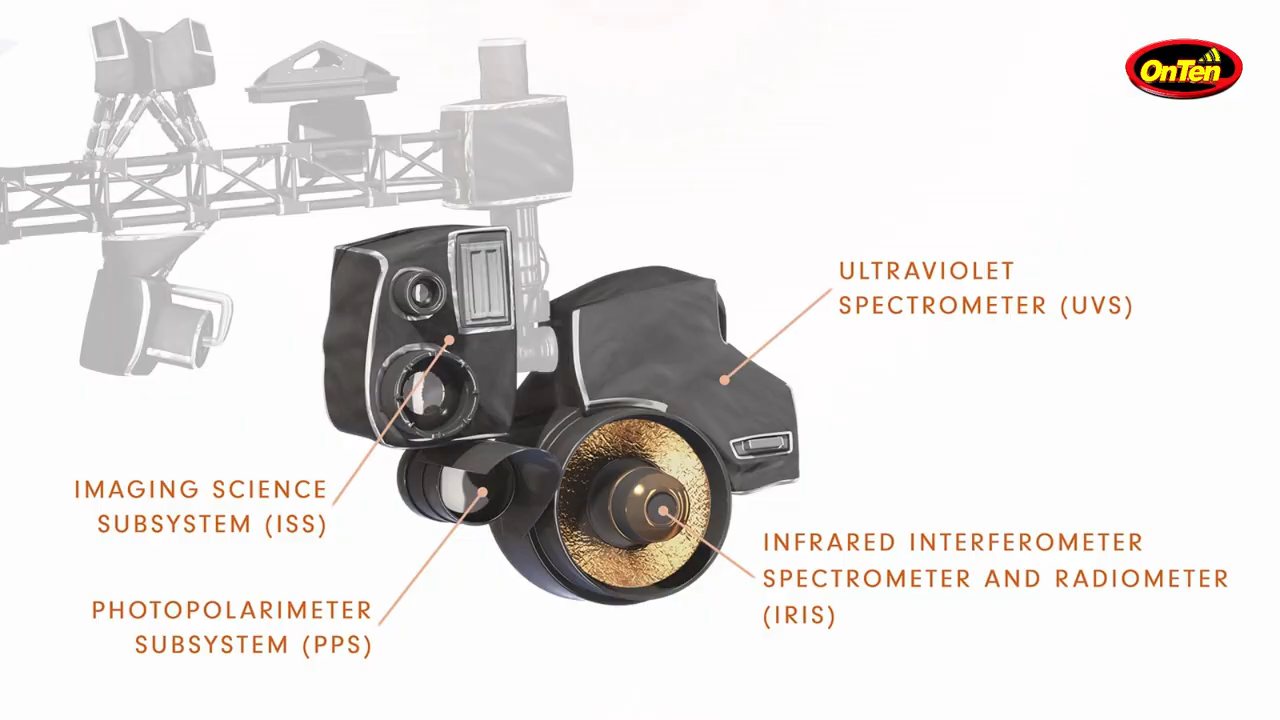 OnTen
ULTRAVIOLET
SPECTROMETER (UVS)
IMAGING SCIENCE
SUBSYSTEM (ISS)
INFRARED INTERFEROMETER
SPECTROMETER AND RADIOMETER
(IRIS)
PHOTOPOLARIMETER
SUBSYSTEM (PPS)